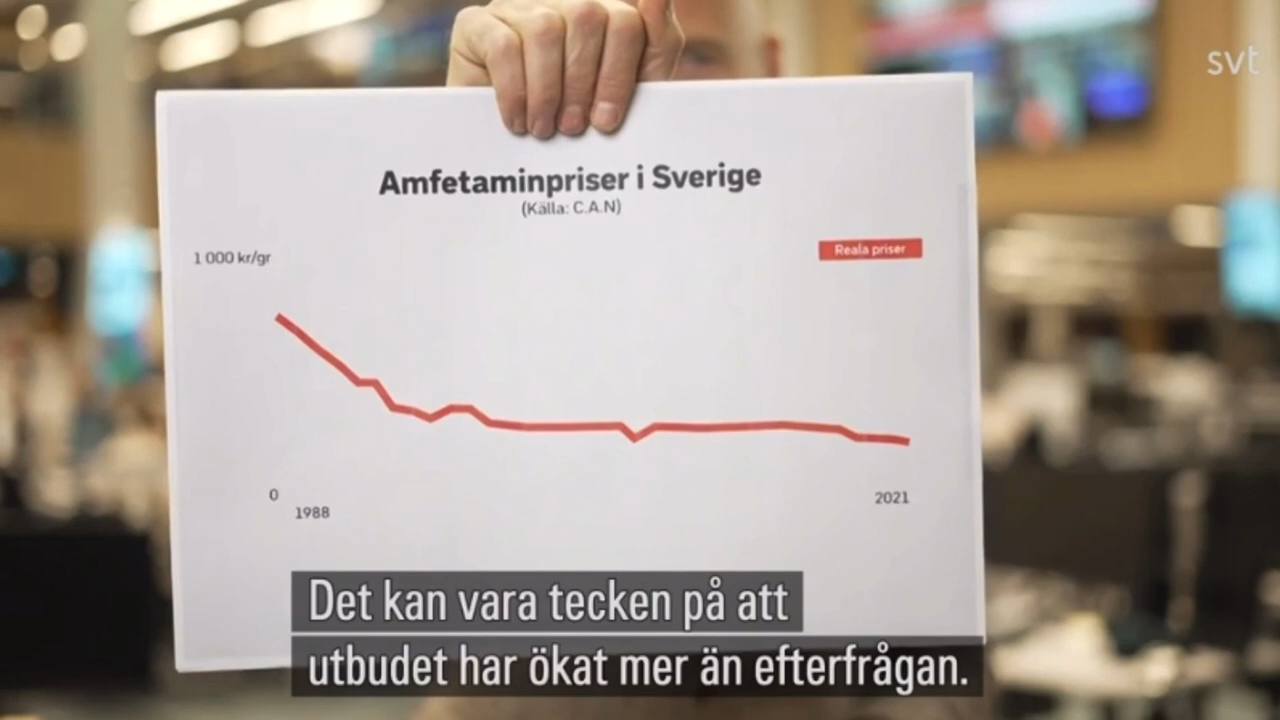 svt
Amfetaminpriser i Sverige
(Källa: C.A.N)
1 000 kr/gr
Reala priser
0
1988
2021
Det kan vara tecken på att
utbudet har ökat mer än efterfrågan.